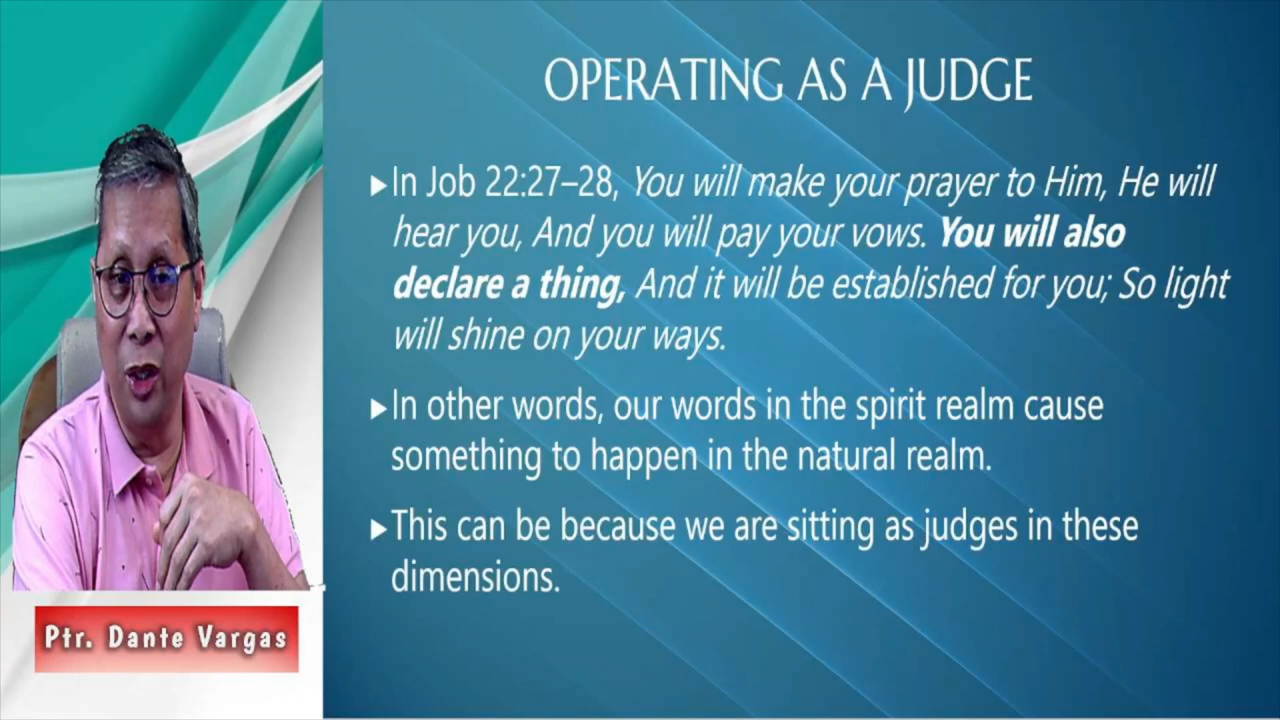 OPERATING AS A JUDGE
▶In Job 22:27–28, You will make your prayer to Him, He will
hear you, And you will pay your vows. You will also
declare a thing, And it will be established for you; So light
will shine on your ways.
▶In other words, our words in the spirit realm cause
something to happen in the natural realm.
▶This can be because we are sitting as judges in these
dimensions.
Ptr. Dante Vargas